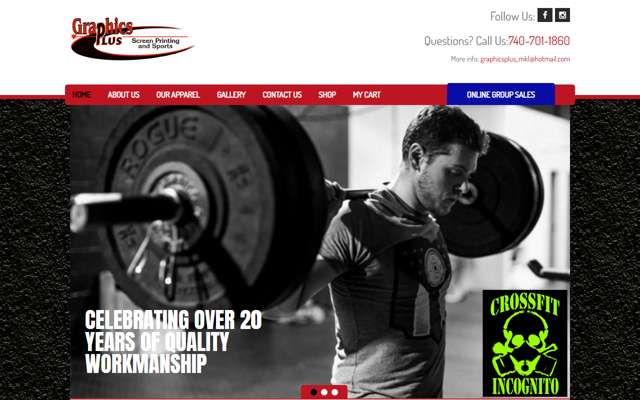 Graphics
PLUS
Screen Printing
and Sports
Follow Us:
Questions? Call Us:740-701-1860
More info: graphicsplus_mkl@hotmail.com
HOME ABOUT US OUR APPAREL GALLERY CONTACT US SHOP MY CART
ONLINE GROUP SALES
ROGUE
CELEBRATING OVER 20
YEARS OF QUALITY
WORKMANSHIP
CROSSFIT
INCOGNITO